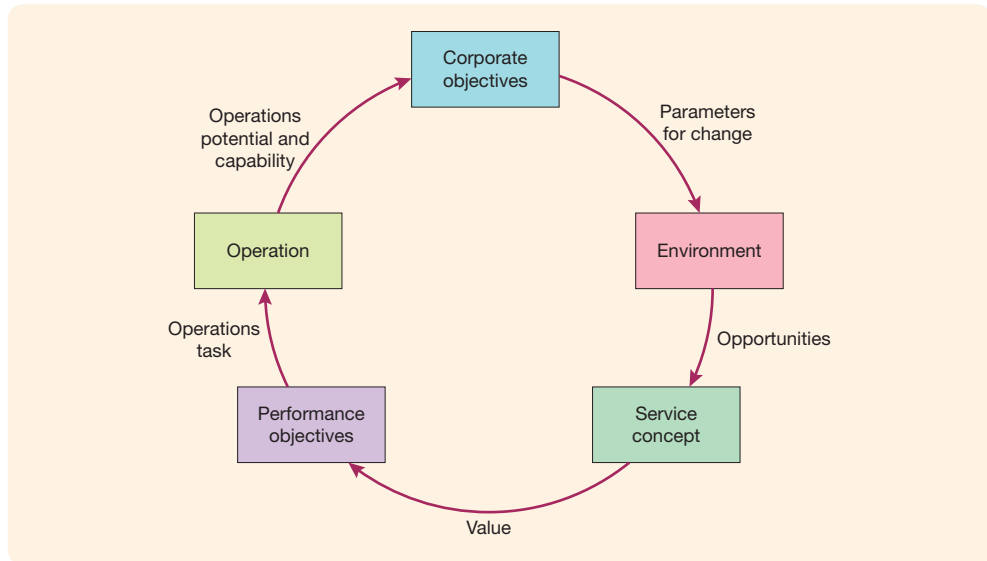 Corporate
objectives
Parameters
for change
Environment
Opportunities
Service
concept
Value
Performance
objectives
Operations
task
Operation
Operations
potential and
capability